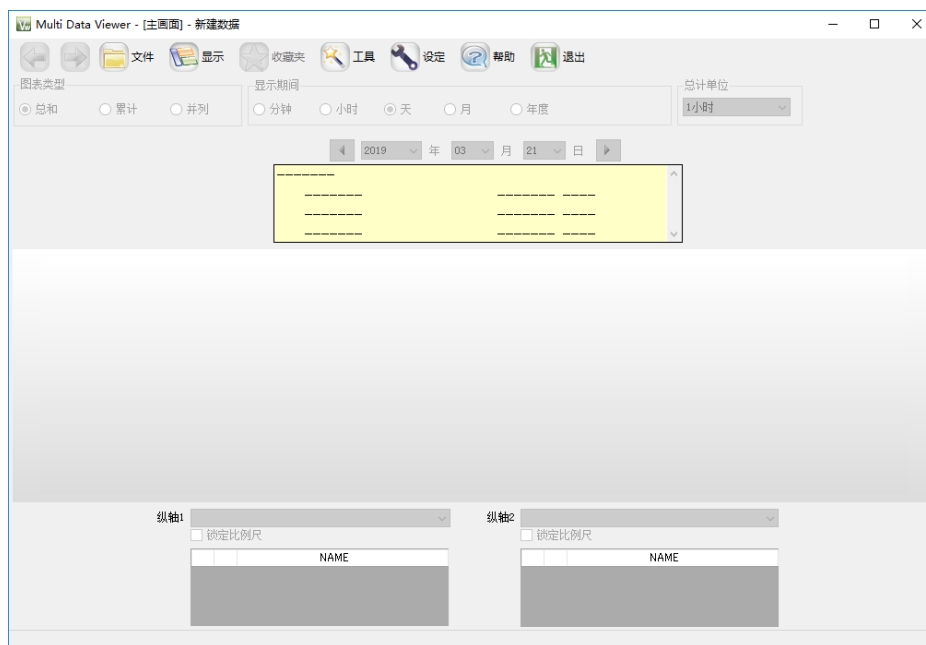 Multi Data Viewer - [主画面] - 新建数据
文件 显示 收藏夹 工具 设定 帮助 退出
图表类型 显示期间 总计单位
总和 累计 并列 分钟 小时 天 月 年度 1小时
2019 年 03 月 21 日
-------
------- ------- ----
------- ------- ----
------- ------- ----
纵轴1 纵轴2
锁定比例尺 锁定比例尺
NAME NAME